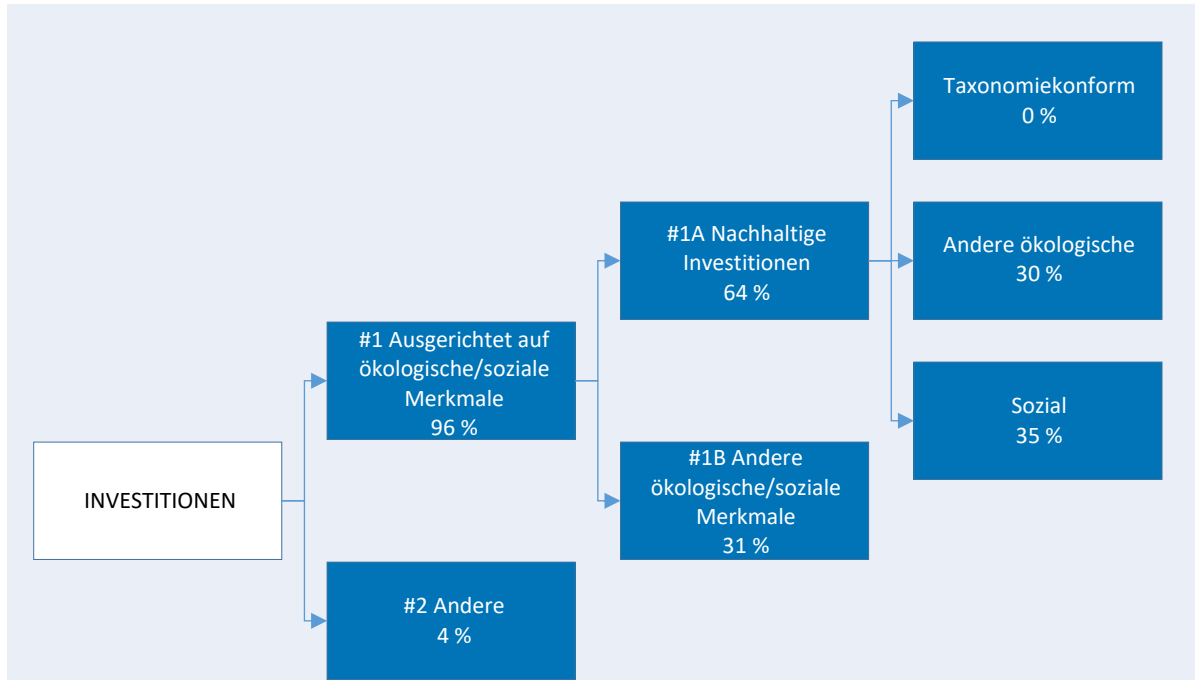 INVESTITIONEN
#1 Ausgerichtet auf
ökologische/soziale
Merkmale
96 %
#2 Andere
4 %
#1A Nachhaltige
Investitionen
64 %
#1B Andere
ökologische/soziale
Merkmale
31 %
Taxonomiekonform
0 %
Andere ökologische
30 %
Sozial
35 %